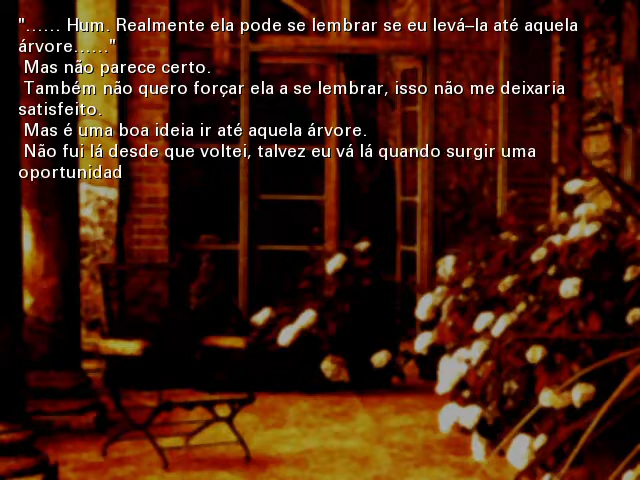 "…… Hum. Realmente ela pode se lembrar se eu levá–la até aquela
árvore……"
Mas não parece certo.
Também não quero forçar ela a se lembrar, isso não me deixaria
satisfeito.
Mas é uma boa ideia ir até aquela árvore.
Não fui lá desde que voltei, talvez eu vá lá quando surgir uma
oportunidad